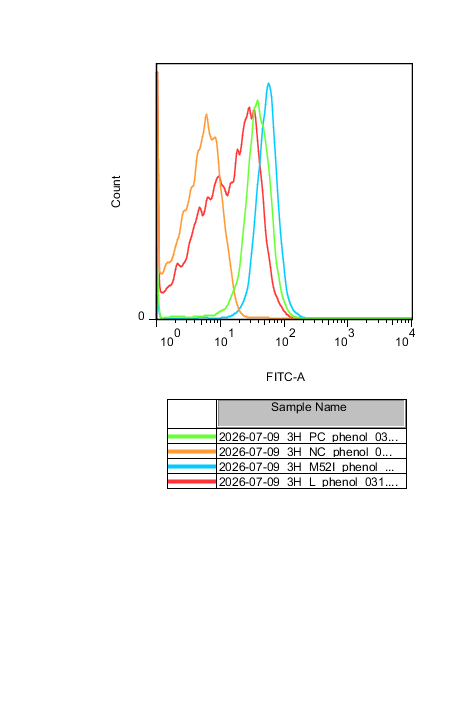 Count
0
10 0
10 1
10 2
10 3
10 4
FITC-A
Sample Name
2026-07-09_3H_PC_phenol_03...
2026-07-09_3H_NC_phenol_0...
2026-07-09_3H_M52I_phenol_...
2026-07-09_3H_L_phenol_031....